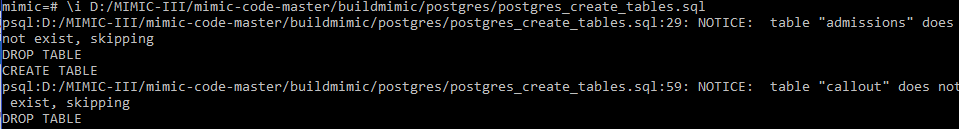 mimic=# \i D:/MIMIC-III/mimic-code-master/buildmimic/postgres/postgres_create_tables.sql
psql:D:/MIMIC-III/mimic-code-master/buildmimic/postgres/postgres_create_tables.sql:29: NOTICE:  table "admissions" does
not exist, skipping
DROP TABLE
CREATE TABLE
psql:D:/MIMIC-III/mimic-code-master/buildmimic/postgres/postgres_create_tables.sql:59: NOTICE:  table "callout" does not
 exist, skipping
DROP TABLE